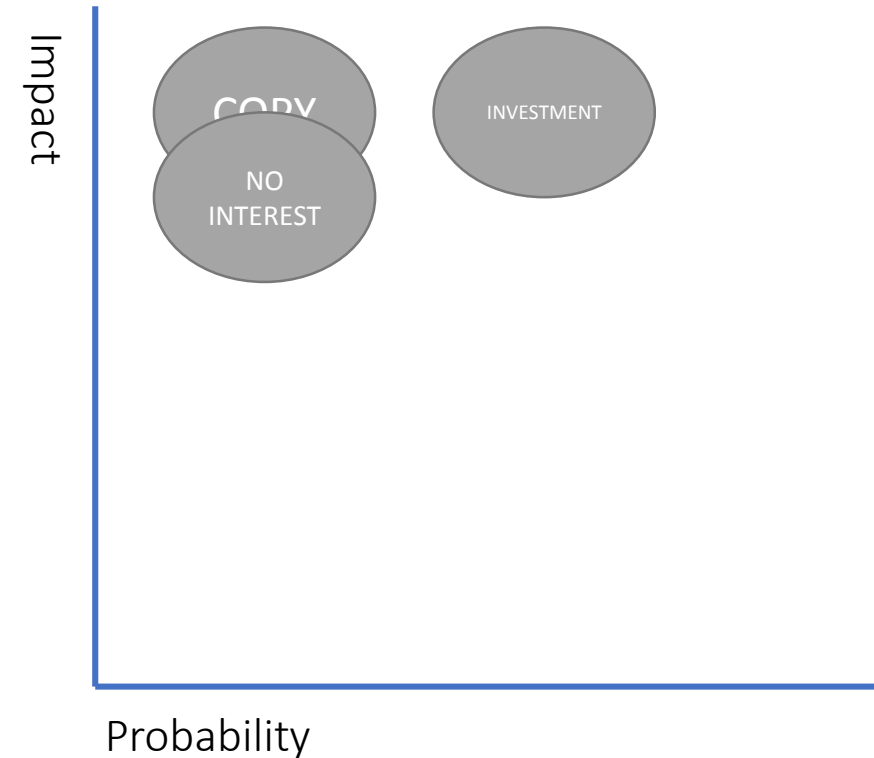 Impact
COPY
INVESTMENT
NO
INTEREST
Probability